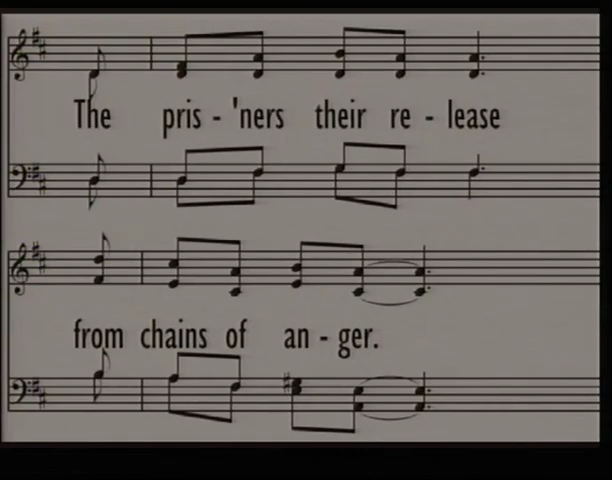 The pris - 'ners their re - lease
from chains of an - ger.